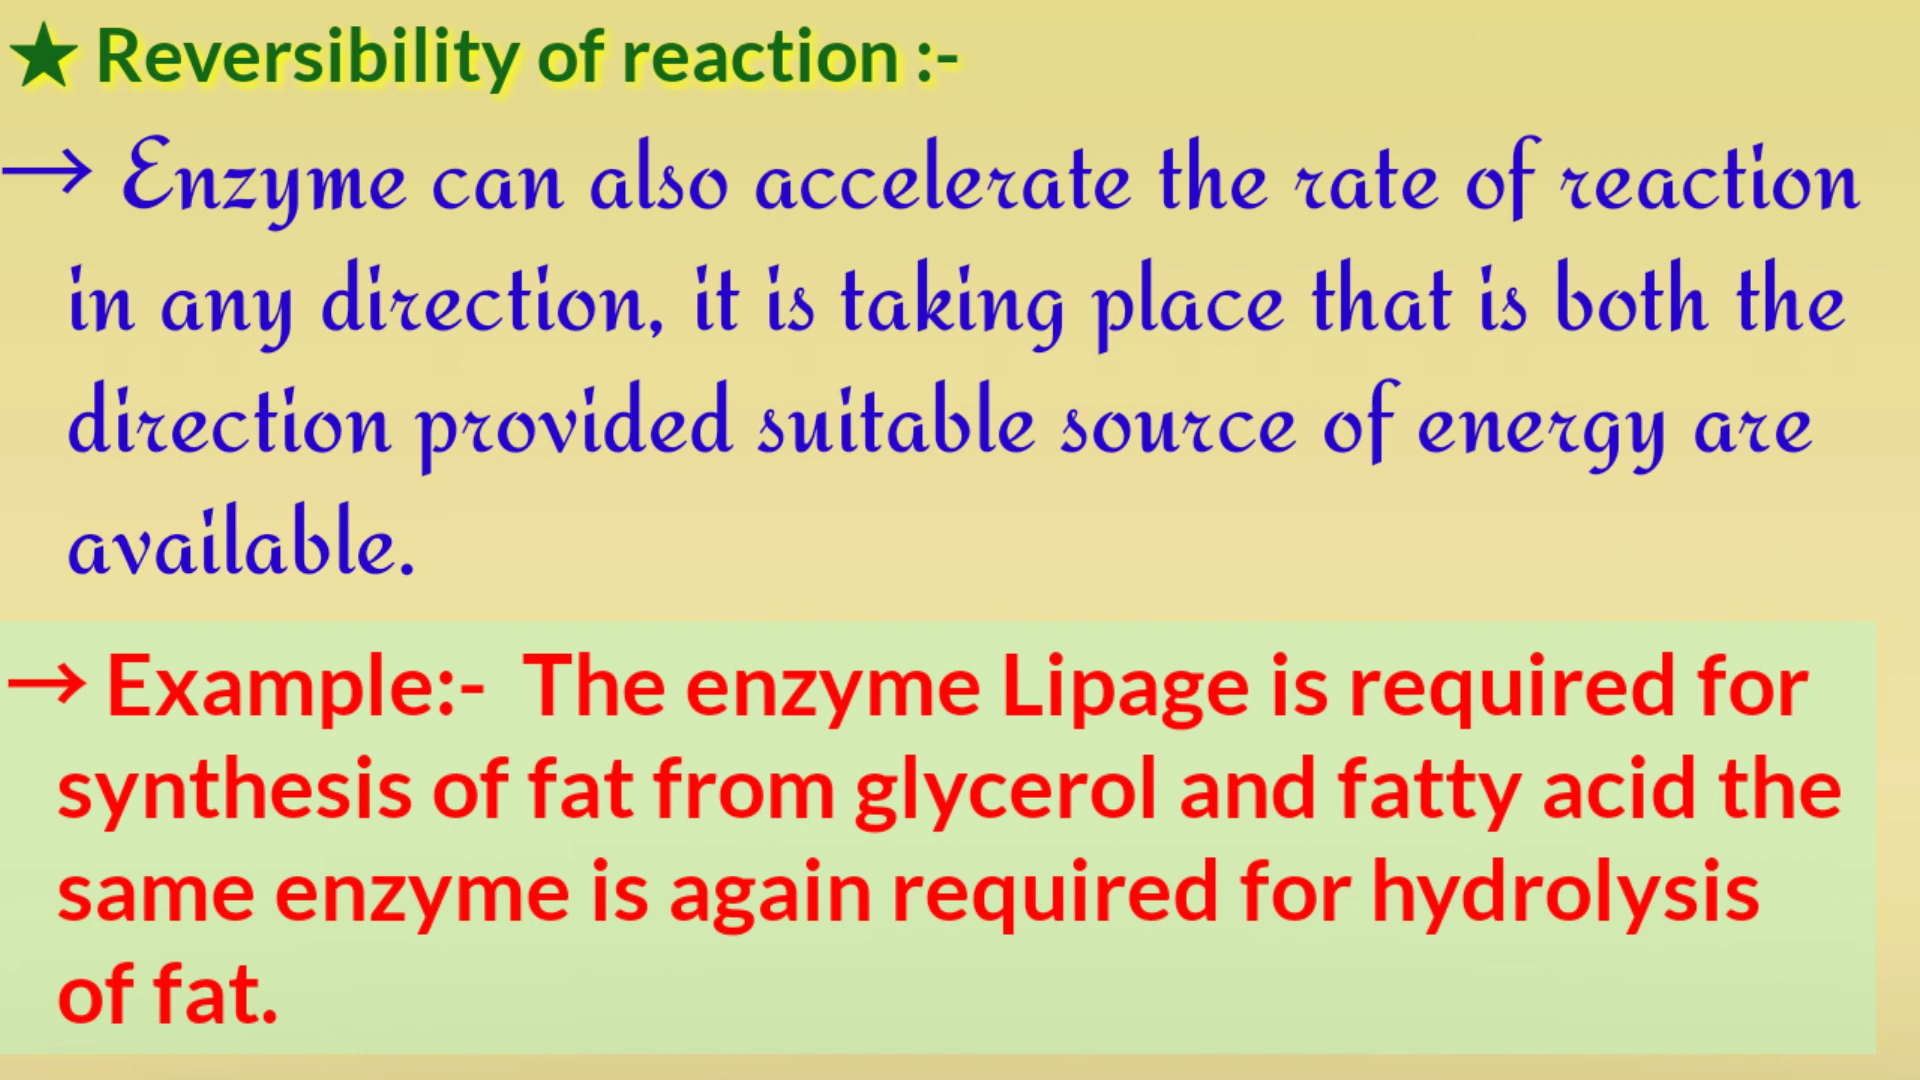 ★ Reversibility of reaction :-
→ Enzyme can also accelerate the rate of reaction
in any direction, it is taking place that is both the
direction provided suitable source of energy are
available.
→ Example:- The enzyme Lipage is required for
synthesis of fat from glycerol and fatty acid the
same enzyme is again required for hydrolysis
of fat.